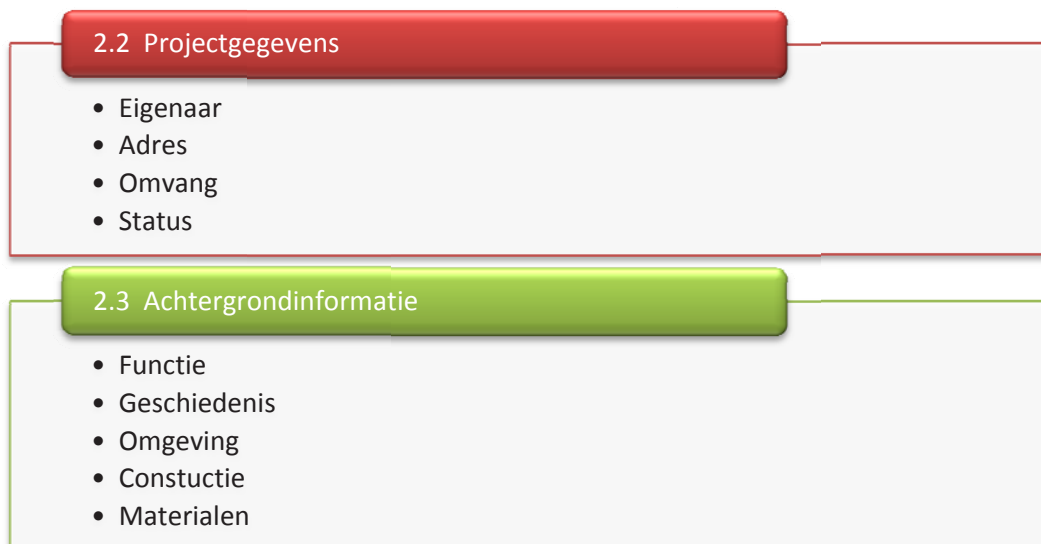 2.2 Projectgegevens
• Eigenaar
• Adres
• Omvang
• Status
2.3 Achtergrondinformatie
• Functie
• Geschiedenis
• Omgeving
• Constuctie
• Materialen